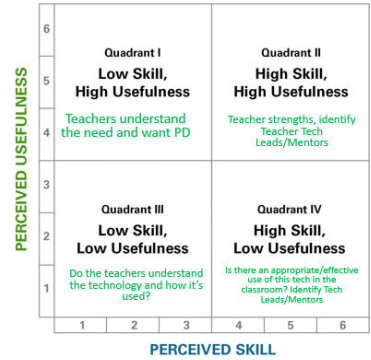 PERCEIVED USEFULNESS
6
5
4
3
2
1
Quadrant I
Low Skill,
High Usefulness
Teachers understand
the need and want PD
Quadrant II
High Skill,
High Usefulness
Teacher strengths, identify
Teacher Tech
Leads/Mentors
Quadrant III
Low Skill,
Low Usefulness
Do the teachers understand
the technology and how it's
used?
Quadrant IV
High Skill,
Low Usefulness
Is there an appropriate/effective
use of this tech in the
classroom? Identify Tech
Leads/Mentors
1 2 3 4 5 6
PERCEIVED SKILL